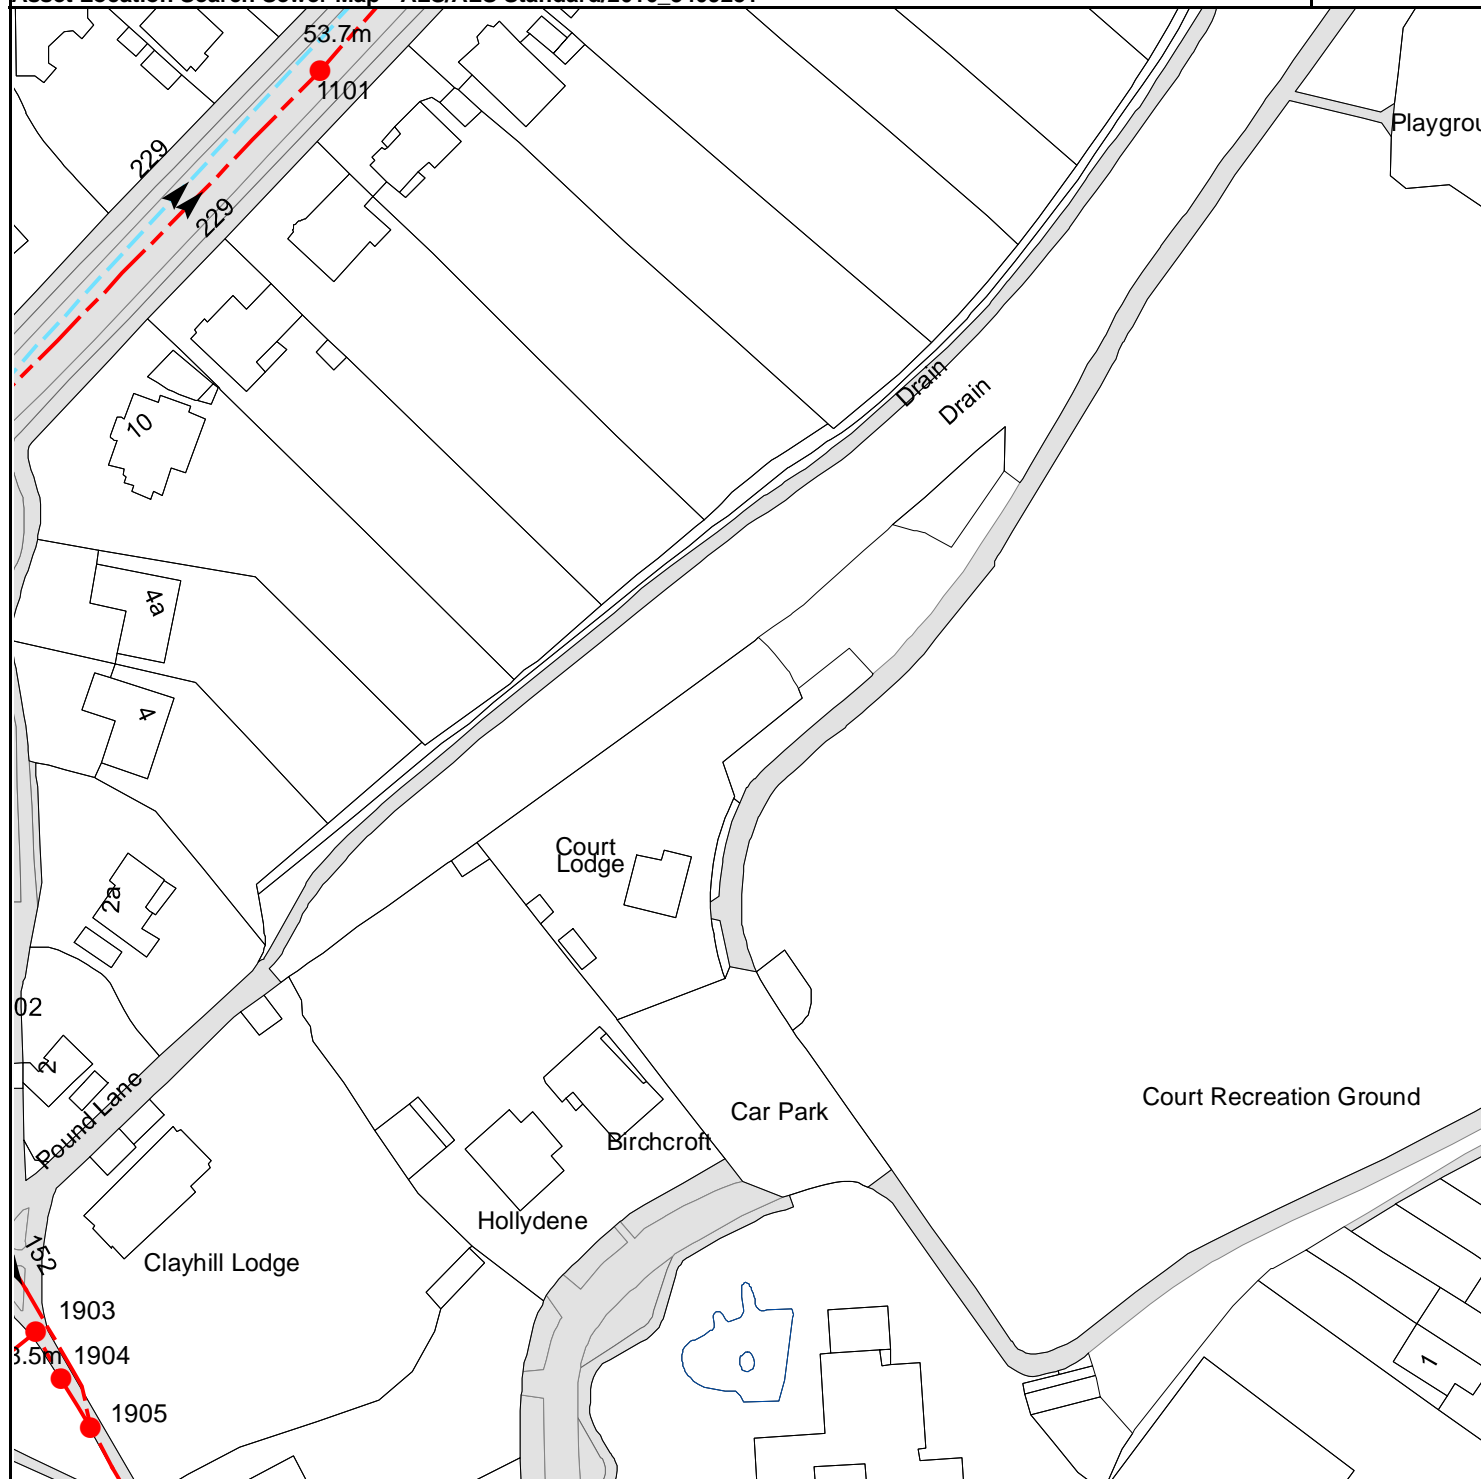 53.7m
1101
Playgrou
229
229
Drain
Drain
10
4a
4
Court
Lodge
2a
02
2
Pound Lane
Court Recreation Ground
Car Park
Birchcroft
Hollydene
152
Clayhill Lodge
1903
3.5m 1904
1
1905